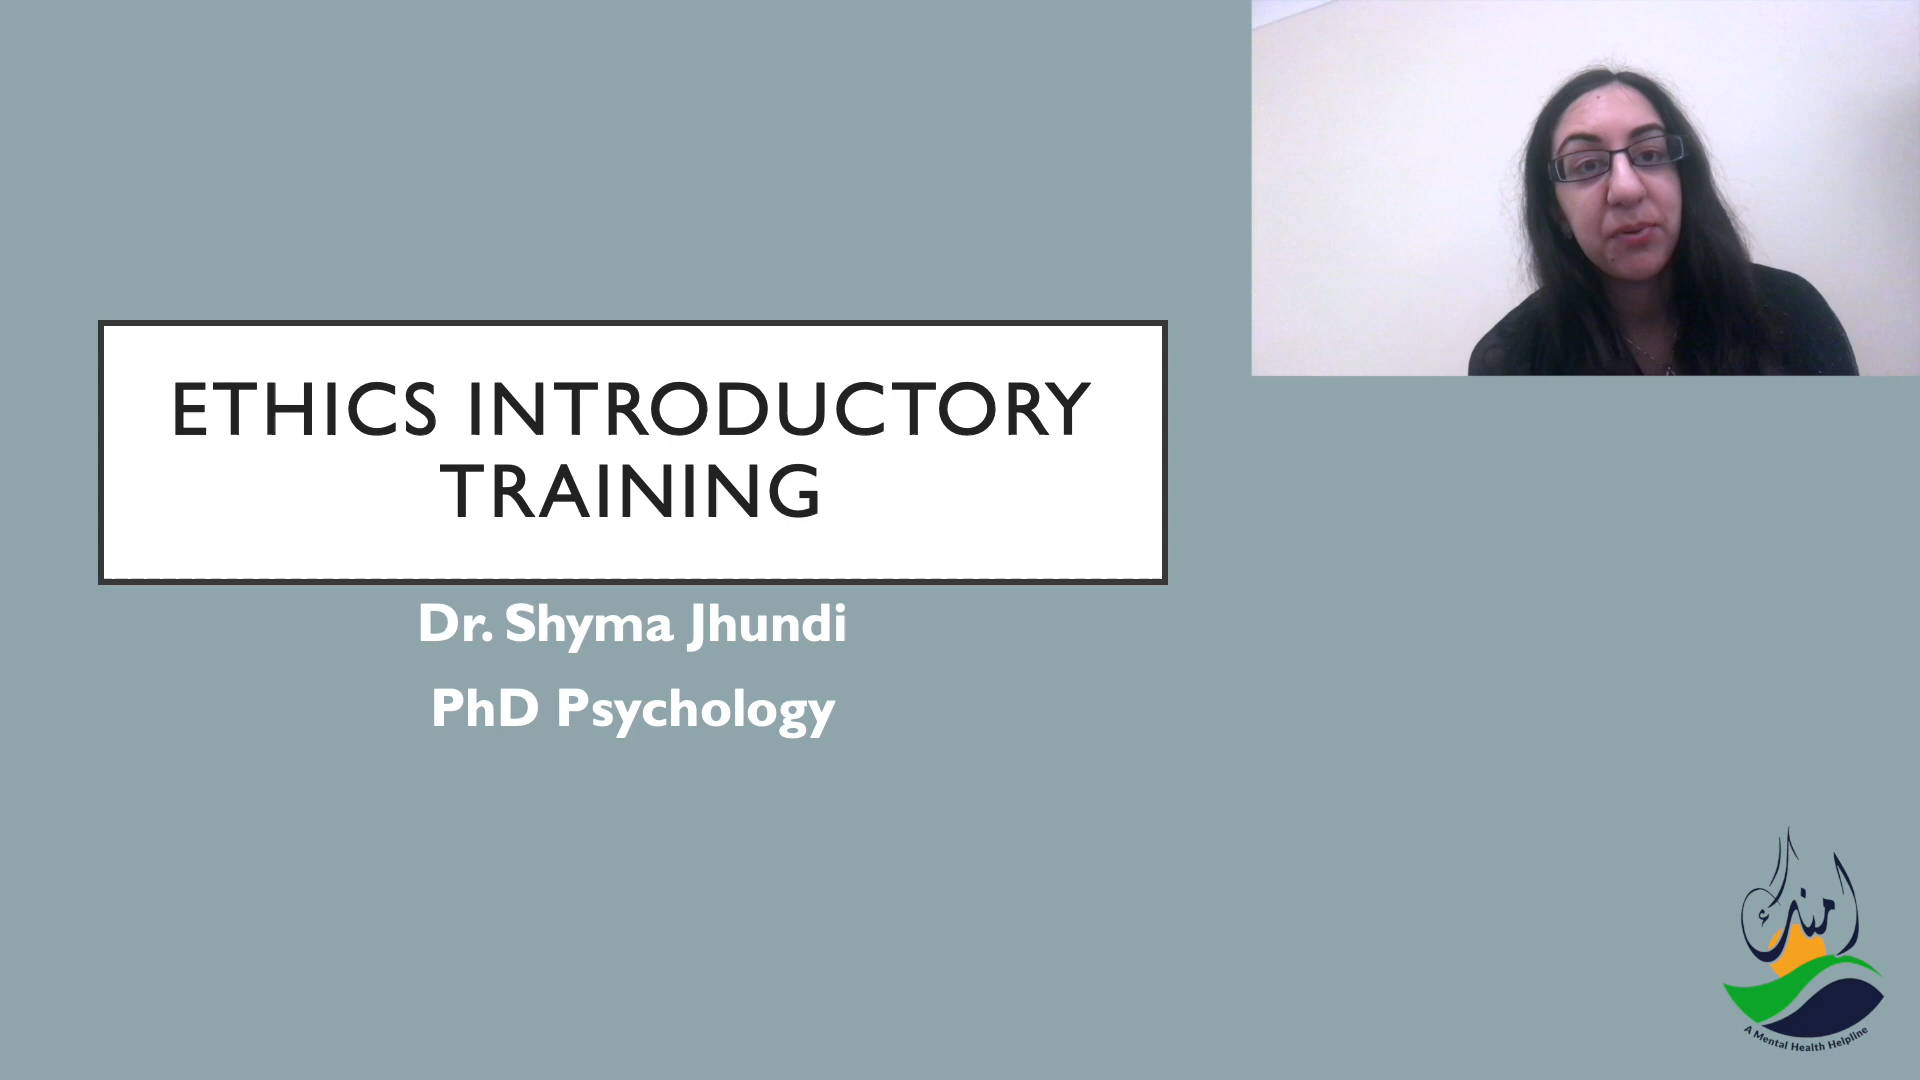 ETHICS INTRODUCTORY
TRAINING
Dr. Shyma Jhundi
PhD Psychology
A Mental Health Helpline